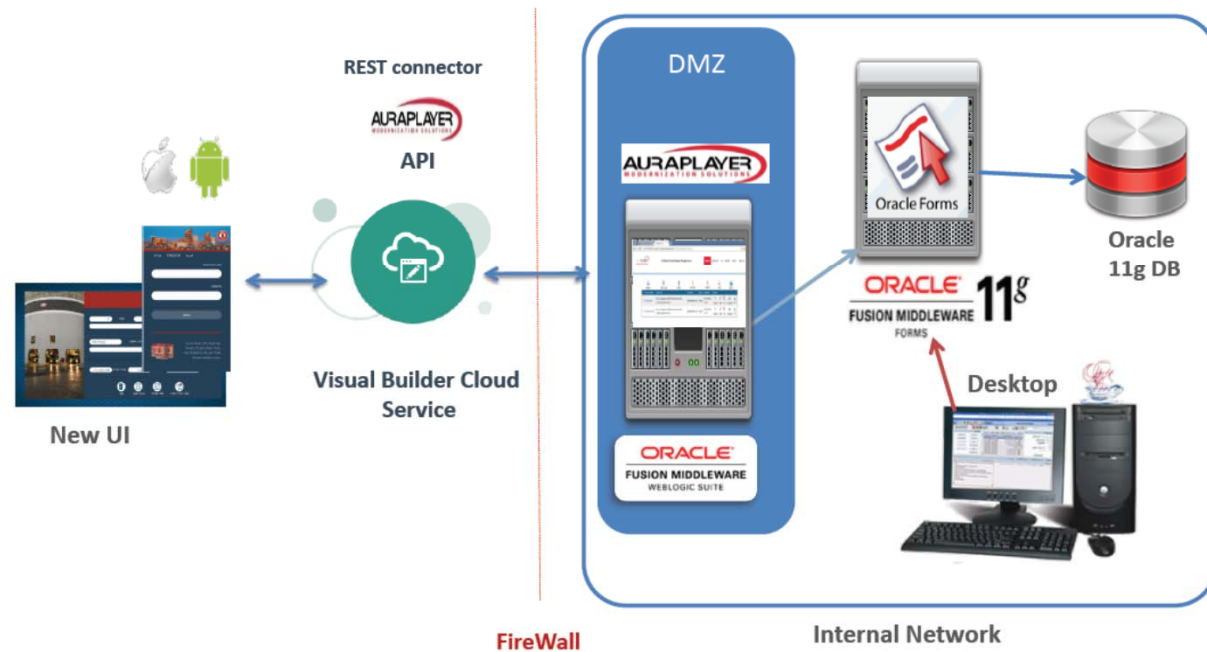 REST connector
AURAPLAYER
MODERNIZATION SOLUTIONS
API
Visual Builder Cloud
Service
New UI
FireWall
DMZ
AURAPLAYER
MODERNIZATION SOLUTIONS
ORACLE®
FUSION MIDDLEWARE
WEBLOGIC SUITE
Oracle Forms
ORACLE®
FUSION MIDDLEWARE
FORMS
11g
Oracle
11g DB
Desktop
Internal Network